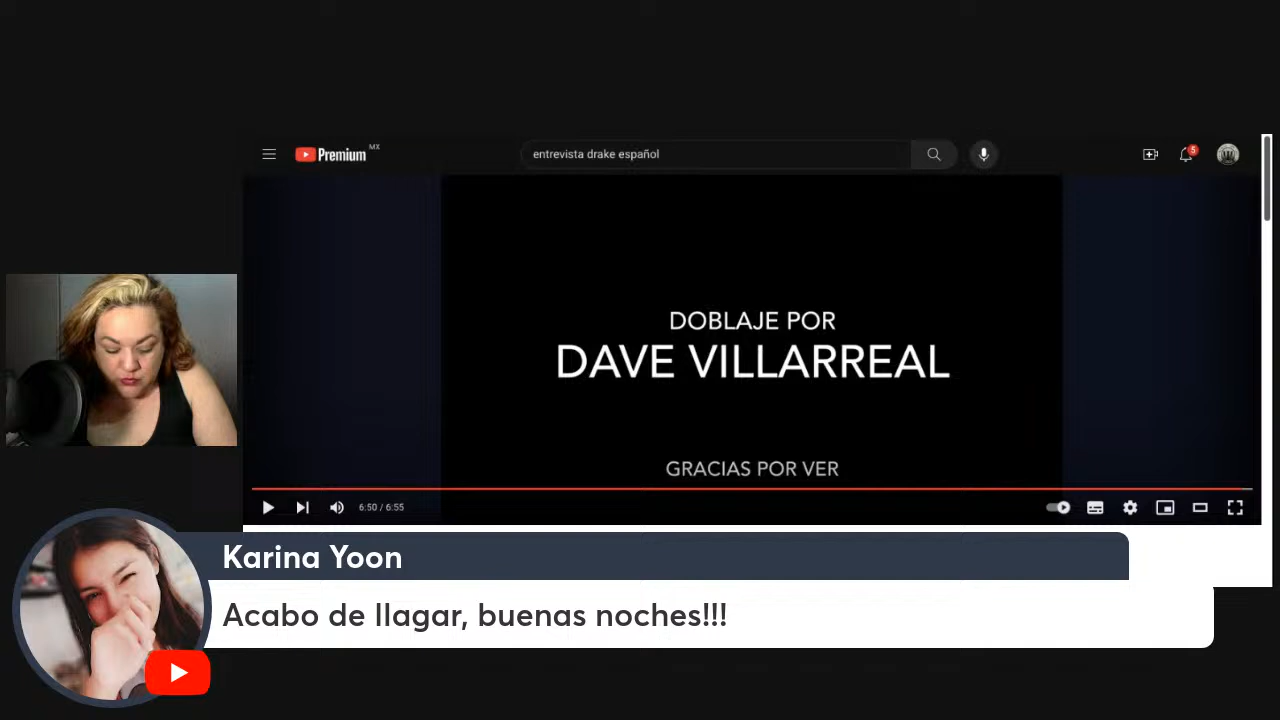 Premium MX
entrevista drake español
5
DOBLAJE POR
DAVE VILLARREAL
GRACIAS POR VER
6:50 / 6:55
Karina Yoon
Acabo de llagar, buenas noches!!!